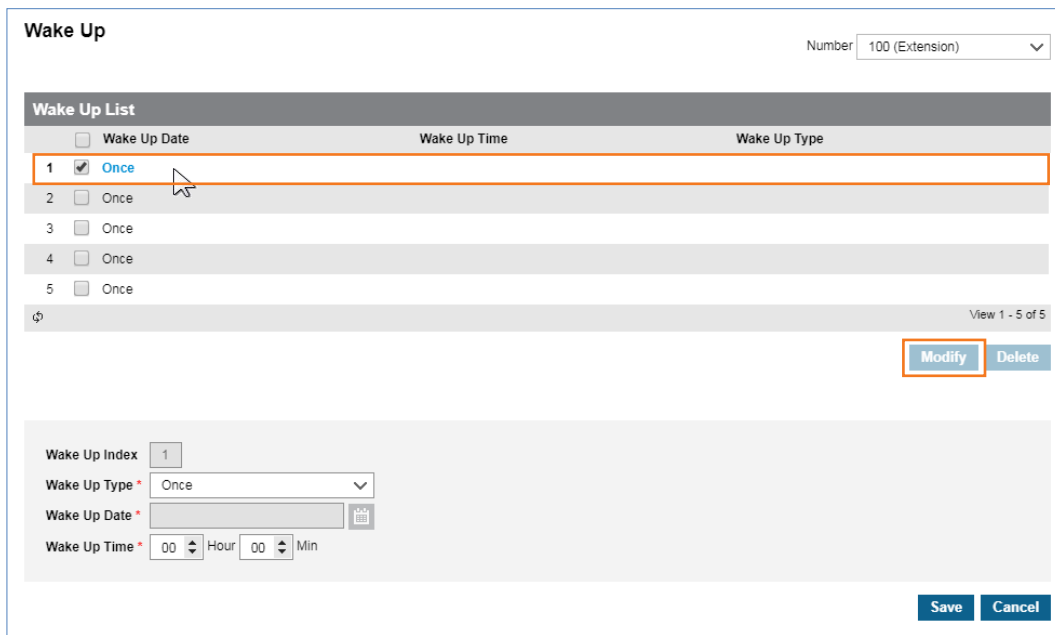 Wake Up
Number 100 (Extension)
Wake Up List
Wake Up Date Wake Up Time Wake Up Type
1 Once
2 Once
3 Once
4 Once
5 Once
View 1 - 5 of 5
Modify Delete
Wake Up Index 1
Wake Up Type * Once
Wake Up Date *
Wake Up Time * 00 Hour 00 Min
Save Cancel